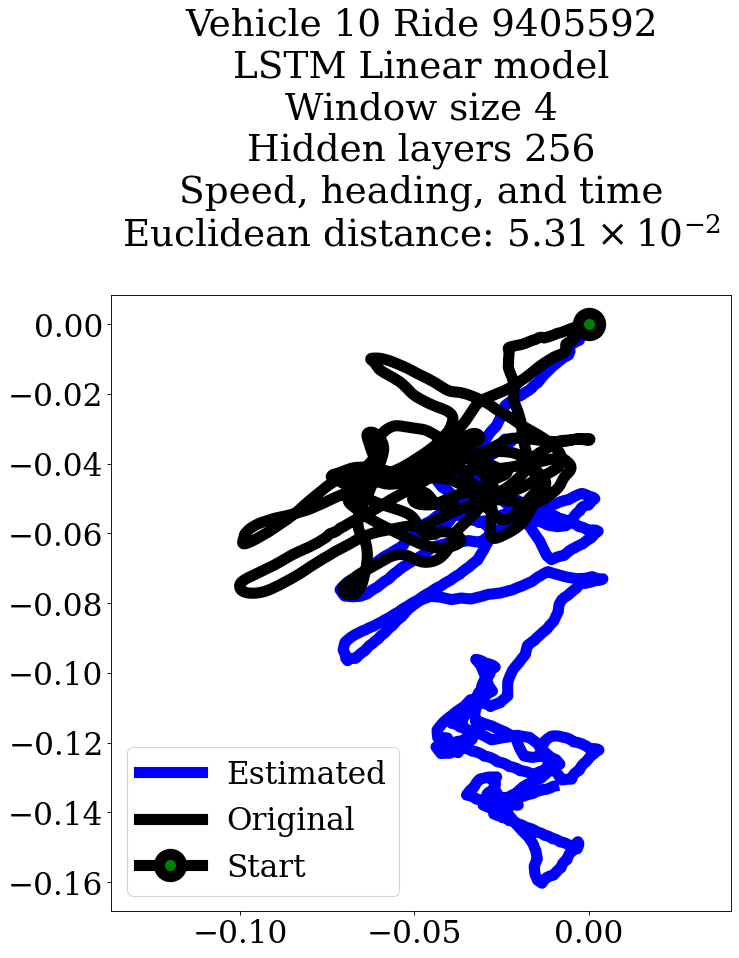 Vehicle 10 Ride 9405592
LSTM Linear model
Window size 4
Hidden layers 256
Speed, heading, and time
Euclidean distance: 5.31 × 10⁻²
0.00
−0.02
−0.04
−0.06
−0.08
−0.10
−0.12
−0.14
−0.16
Estimated
Original
Start
−0.10 −0.05 0.00